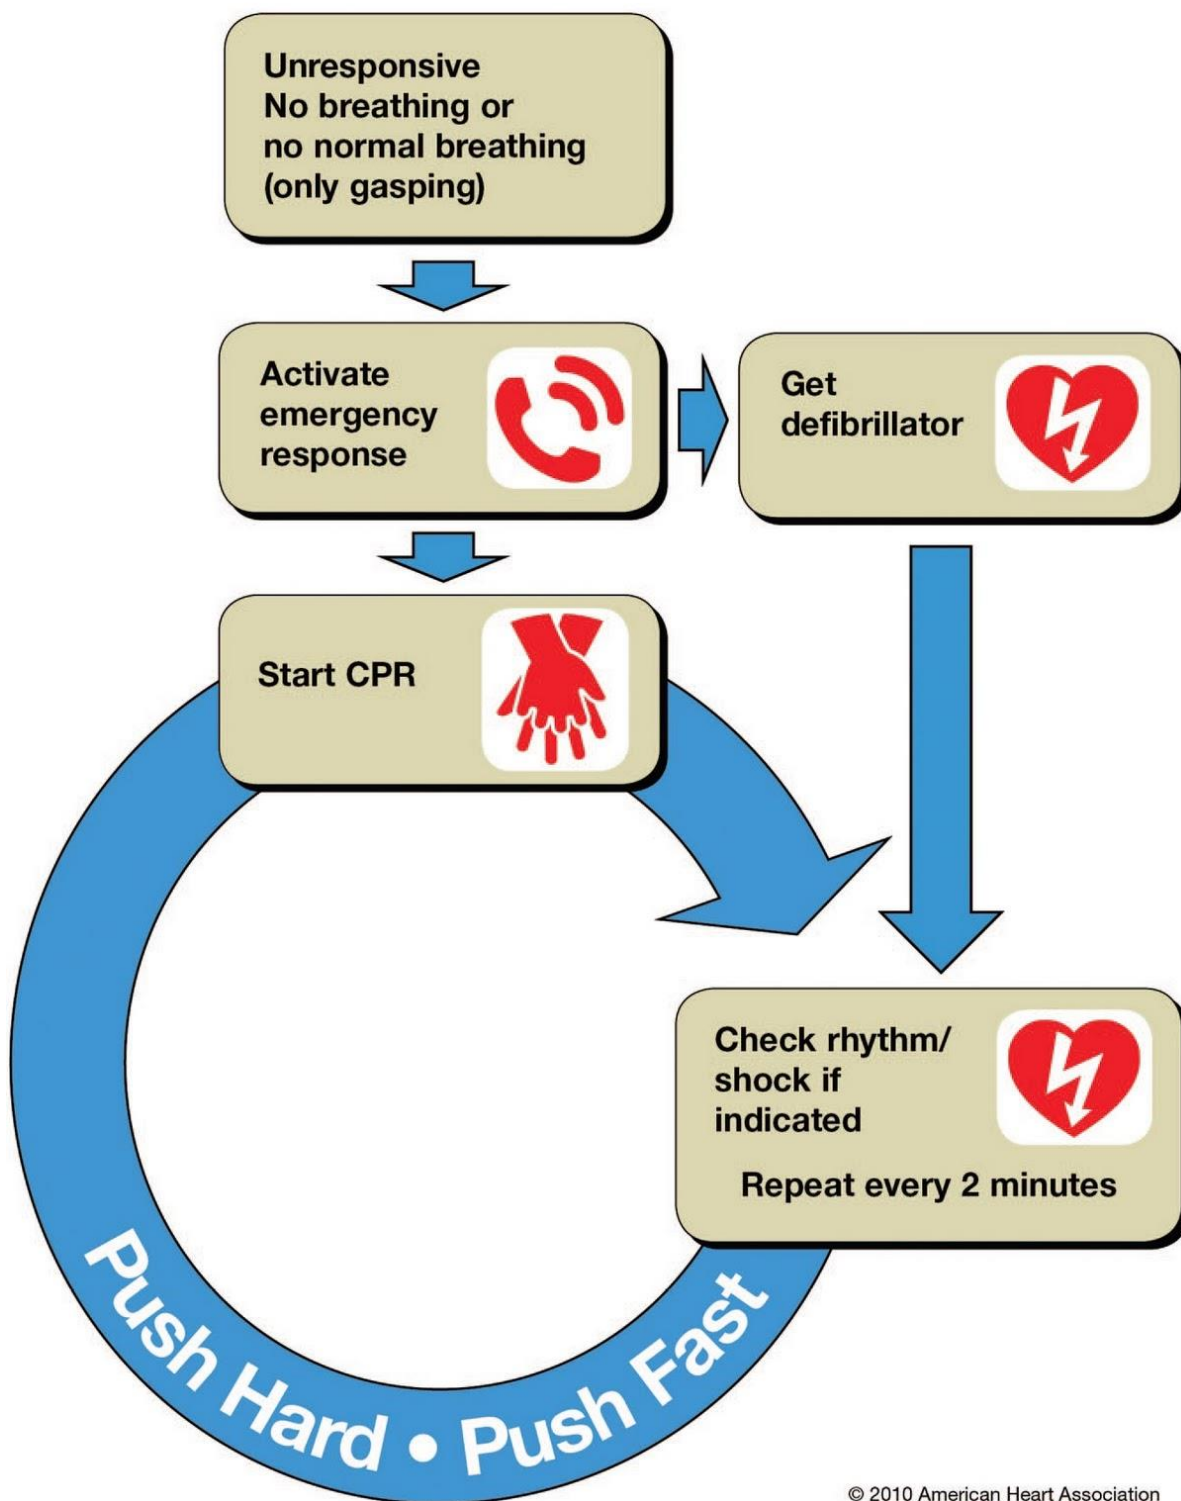 Unresponsive
No breathing or
no normal breathing
(only gasping)
Activate
emergency
response
Get
defibrillator
Start CPR
Check rhythm/
shock if
indicated
Repeat every 2 minutes
Push Hard • Push Fast
© 2010 American Heart Association